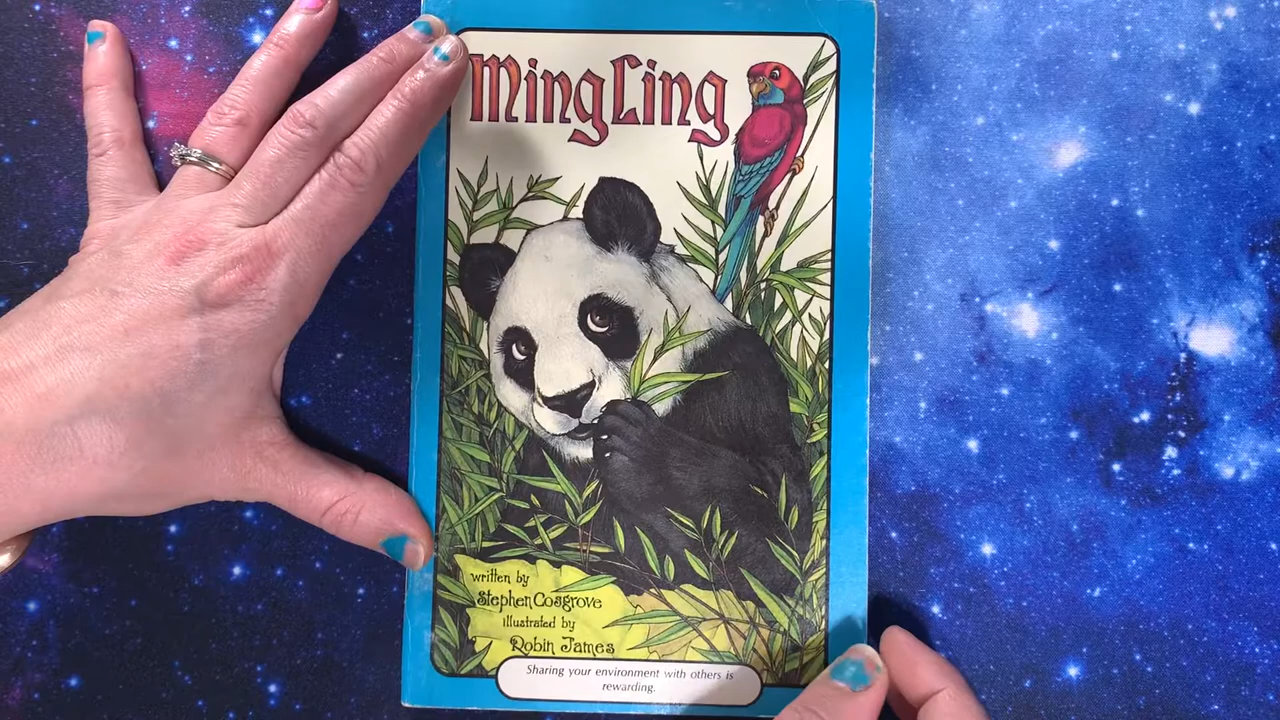 Ming Ling
written by
Stephen Cosgrove
illustrated by
Robin James
Sharing your environment with others is
rewarding.